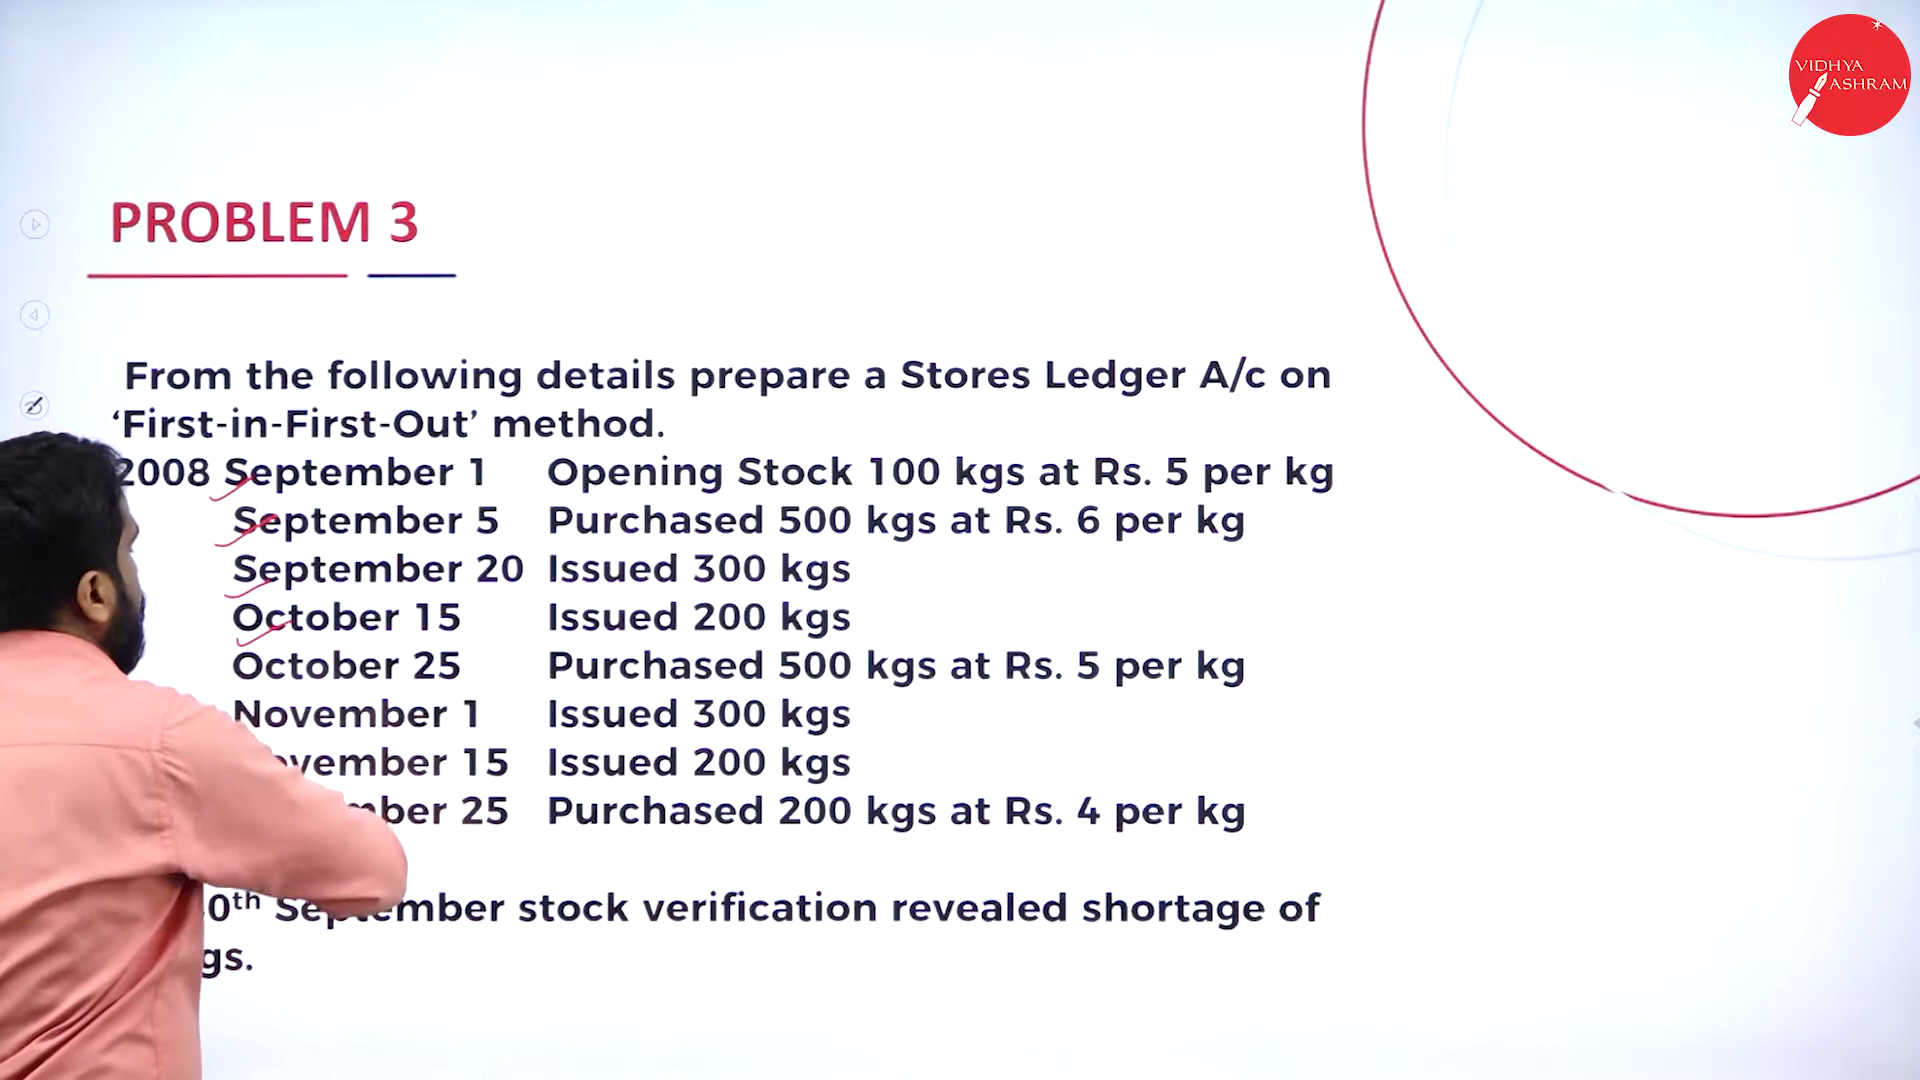 VIDHYA
ASHRAM
PROBLEM 3
From the following details prepare a Stores Ledger A/c on
‘First-in-First-Out’ method.
2008 September 1 Opening Stock 100 kgs at Rs. 5 per kg
September 5 Purchased 500 kgs at Rs. 6 per kg
September 20 Issued 300 kgs
October 15 Issued 200 kgs
October 25 Purchased 500 kgs at Rs. 5 per kg
November 1 Issued 300 kgs
15 Issued 200 kgs
25 Purchased 200 kgs at Rs. 4 per kg
September stock verification revealed shortage of